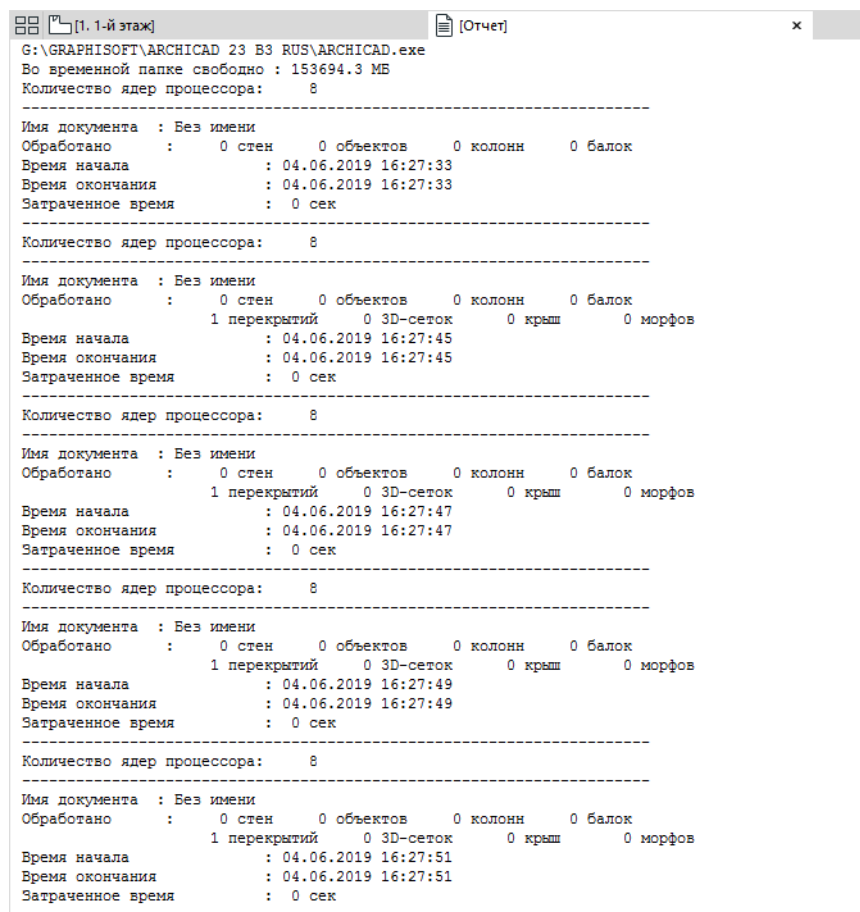 [1. 1-й этаж] [Отчет]
G:\GRAPHISOFT\ARCHICAD 23 B3 RUS\ARCHICAD.exe
Во временной папке свободно : 153694.3 МБ
Количество ядер процессора: 8
----------------------------------------------------------------------
Имя документа : Без имени
Обработано : 0 стен 0 объектов 0 колонн 0 балок
Время начала : 04.06.2019 16:27:33
Время окончания : 04.06.2019 16:27:33
Затраченное время : 0 сек
----------------------------------------------------------------------
Количество ядер процессора: 8
----------------------------------------------------------------------
Имя документа : Без имени
Обработано : 0 стен 0 объектов 0 колонн 0 балок
1 перекрытий 0 3D-сеток 0 крыш 0 морфов
Время начала : 04.06.2019 16:27:45
Время окончания : 04.06.2019 16:27:45
Затраченное время : 0 сек
----------------------------------------------------------------------
Количество ядер процессора: 8
----------------------------------------------------------------------
Имя документа : Без имени
Обработано : 0 стен 0 объектов 0 колонн 0 балок
1 перекрытий 0 3D-сеток 0 крыш 0 морфов
Время начала : 04.06.2019 16:27:47
Время окончания : 04.06.2019 16:27:47
Затраченное время : 0 сек
----------------------------------------------------------------------
Количество ядер процессора: 8
----------------------------------------------------------------------
Имя документа : Без имени
Обработано : 0 стен 0 объектов 0 колонн 0 балок
1 перекрытий 0 3D-сеток 0 крыш 0 морфов
Время начала : 04.06.2019 16:27:49
Время окончания : 04.06.2019 16:27:49
Затраченное время : 0 сек
----------------------------------------------------------------------
Количество ядер процессора: 8
----------------------------------------------------------------------
Имя документа : Без имени
Обработано : 0 стен 0 объектов 0 колонн 0 балок
1 перекрытий 0 3D-сеток 0 крыш 0 морфов
Время начала : 04.06.2019 16:27:51
Время окончания : 04.06.2019 16:27:51
Затраченное время : 0 сек